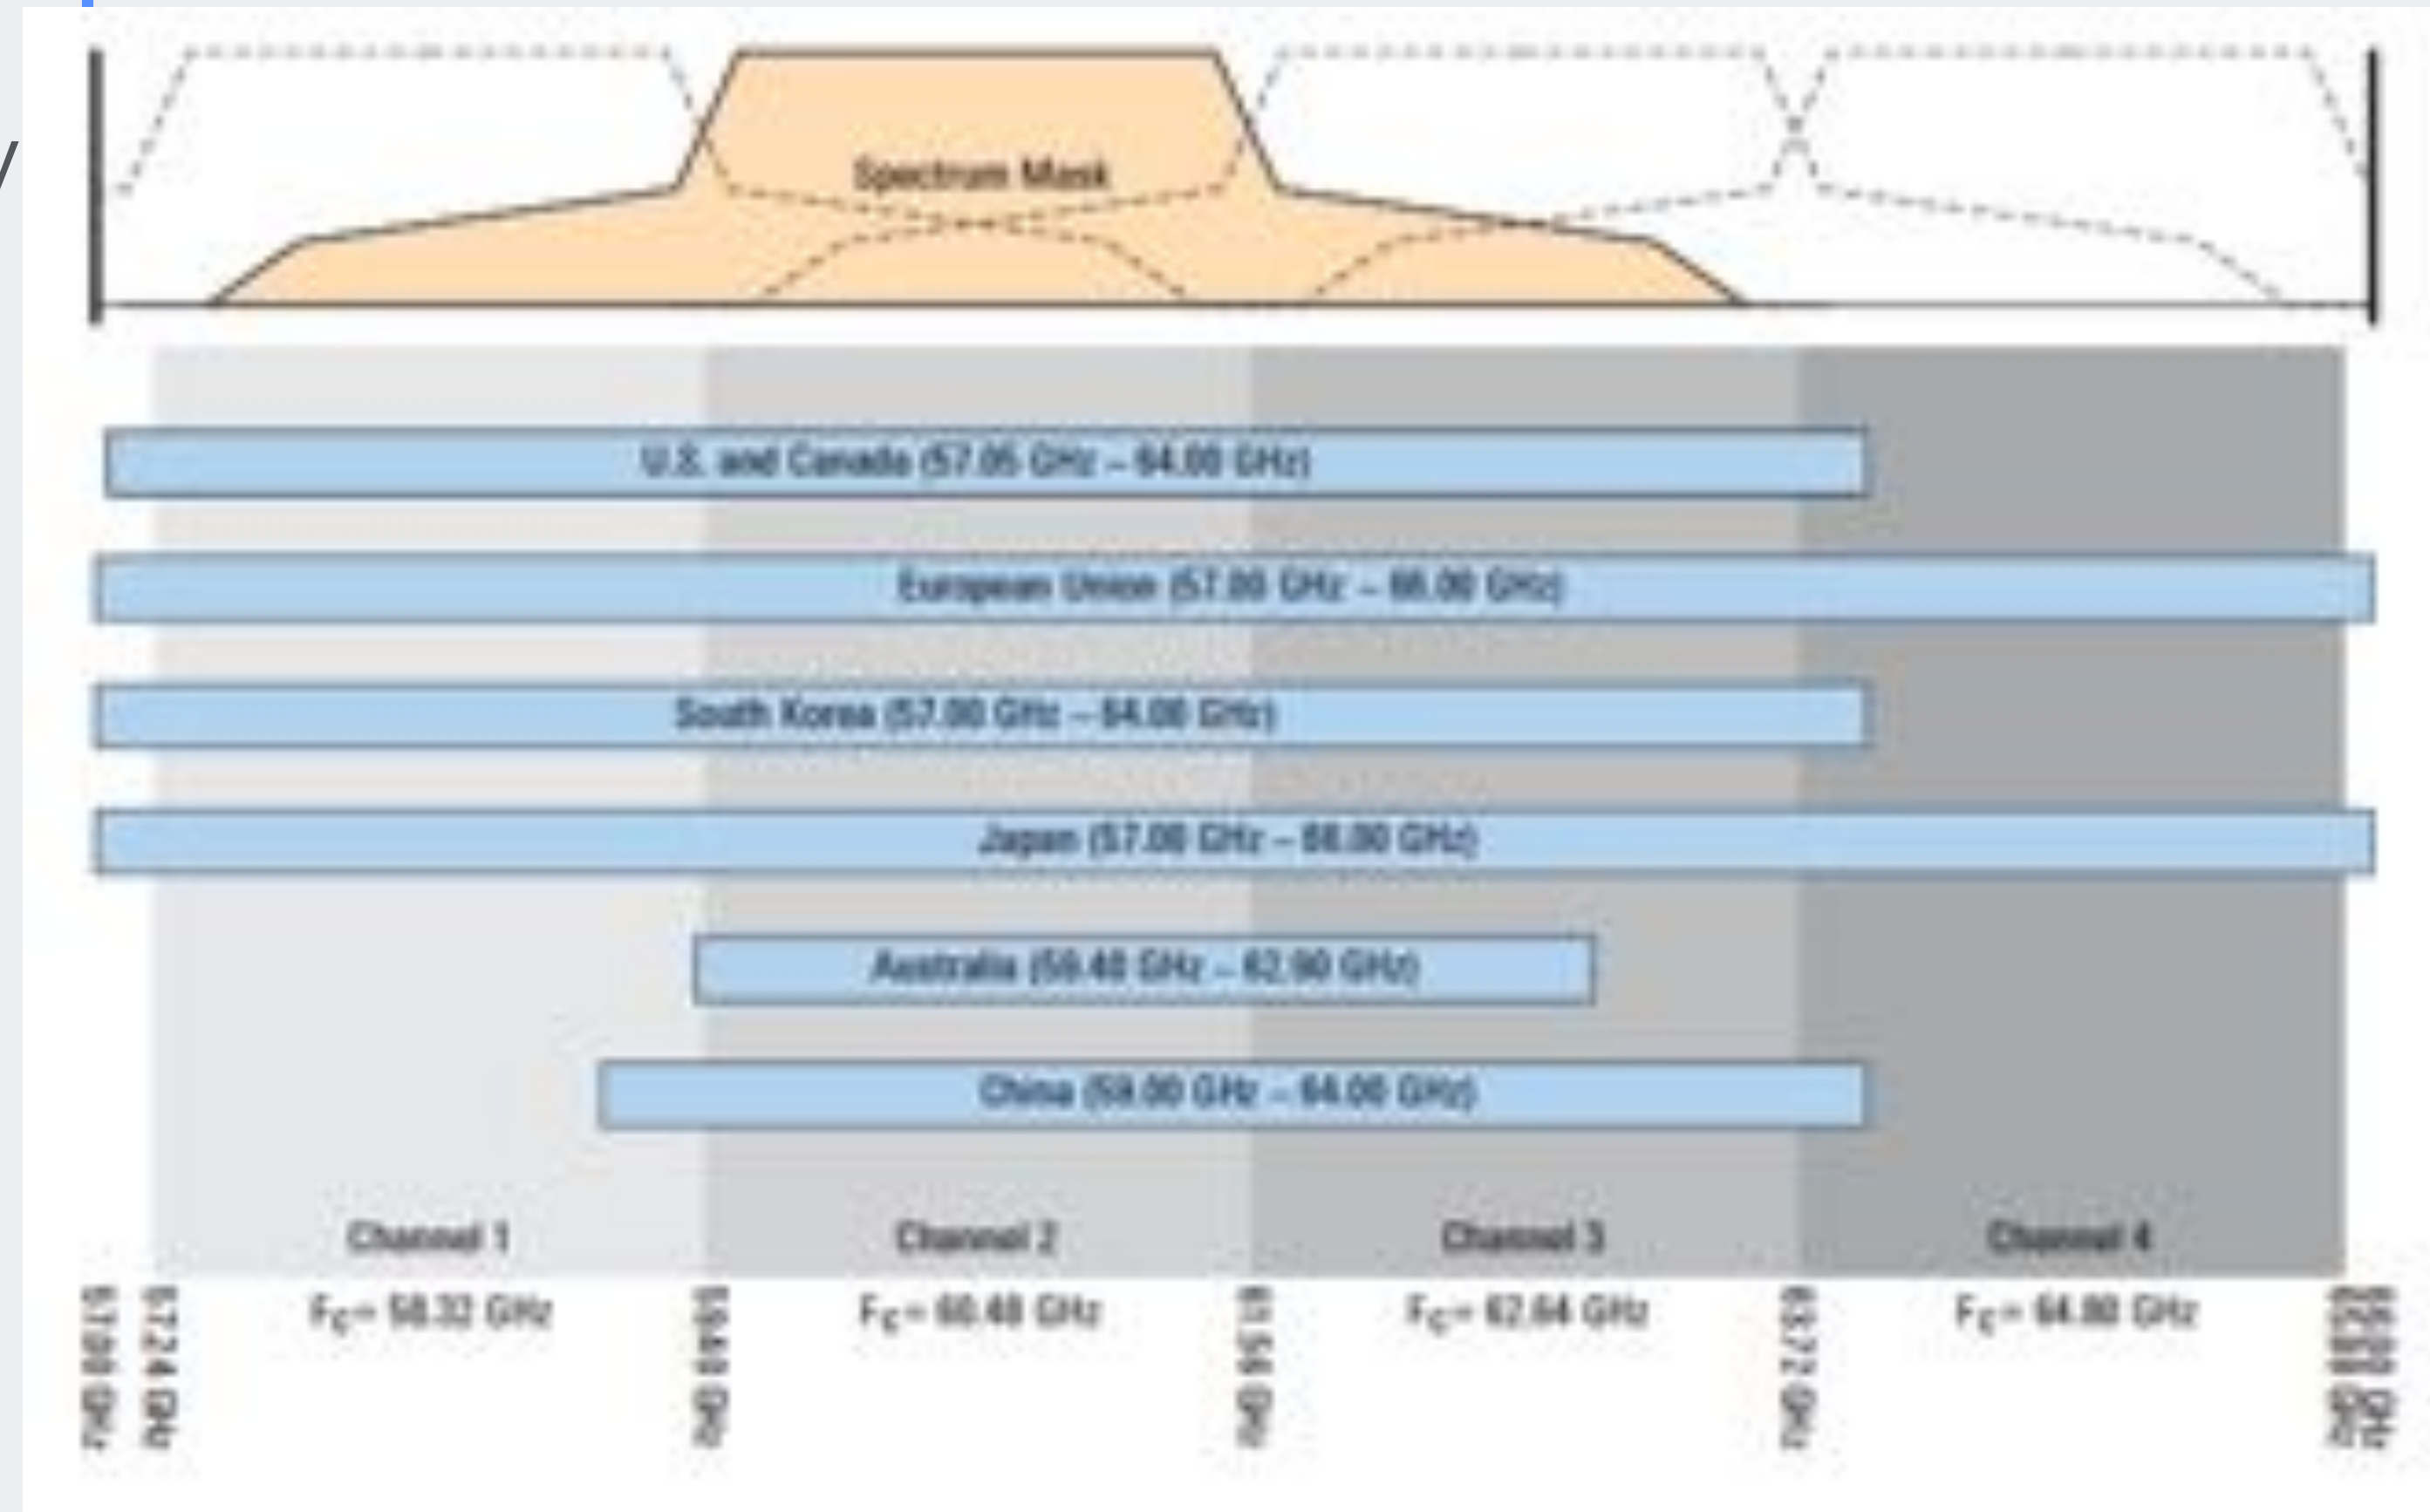 Spectrum Mask
U.S. and Canada (57.05 GHz – 64.00 GHz)
European Union (57.00 GHz – 66.00 GHz)
South Korea (57.00 GHz – 64.00 GHz)
Japan (57.00 GHz – 66.00 GHz)
Australia (59.40 GHz – 62.90 GHz)
China (59.00 GHz – 64.00 GHz)
Channel 1
Channel 2
Channel 3
Channel 4
57.00 GHz
57.24 GHz
FC = 58.32 GHz
59.40 GHz
FC = 60.48 GHz
61.56 GHz
FC = 62.64 GHz
63.72 GHz
FC = 64.80 GHz
65.88 GHz
66.00 GHz